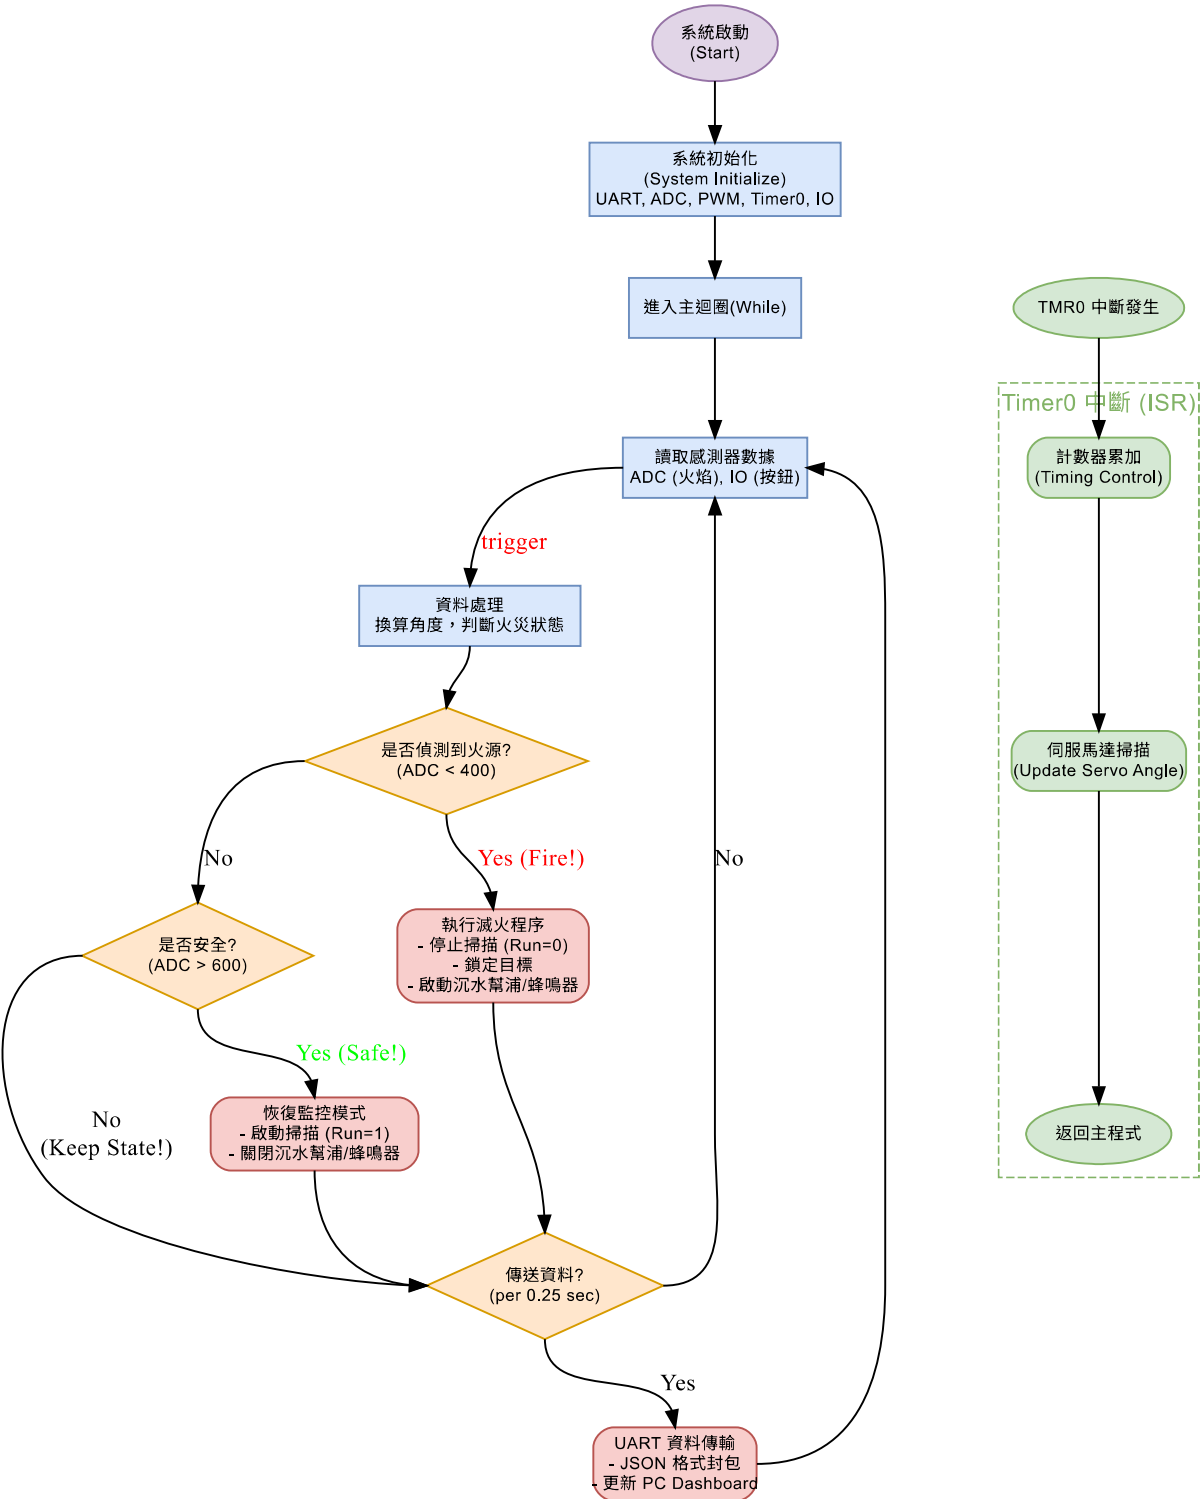 系統啟動
(Start)
系統初始化
(System Initialize)
UART, ADC, PWM, Timer0, IO
進入主迴圈(While)
讀取感測器數據
ADC (火焰), IO (按鈕)
trigger
資料處理
換算角度，判斷火災狀態
是否偵測到火源?
(ADC < 400)
No
Yes (Fire!)
No
是否安全?
(ADC > 600)
執行滅火程序
- 停止掃描 (Run=0)
- 鎖定目標
- 啟動沉水幫浦/蜂鳴器
Yes (Safe!)
No
(Keep State!)
恢復監控模式
- 啟動掃描 (Run=1)
- 關閉沉水幫浦/蜂鳴器
傳送資料?
(per 0.25 sec)
Yes
UART 資料傳輸
- JSON 格式封包
- 更新 PC Dashboard
TMR0 中斷發生
Timer0 中斷 (ISR)
計數器累加
(Timing Control)
伺服馬達掃描
(Update Servo Angle)
返回主程式